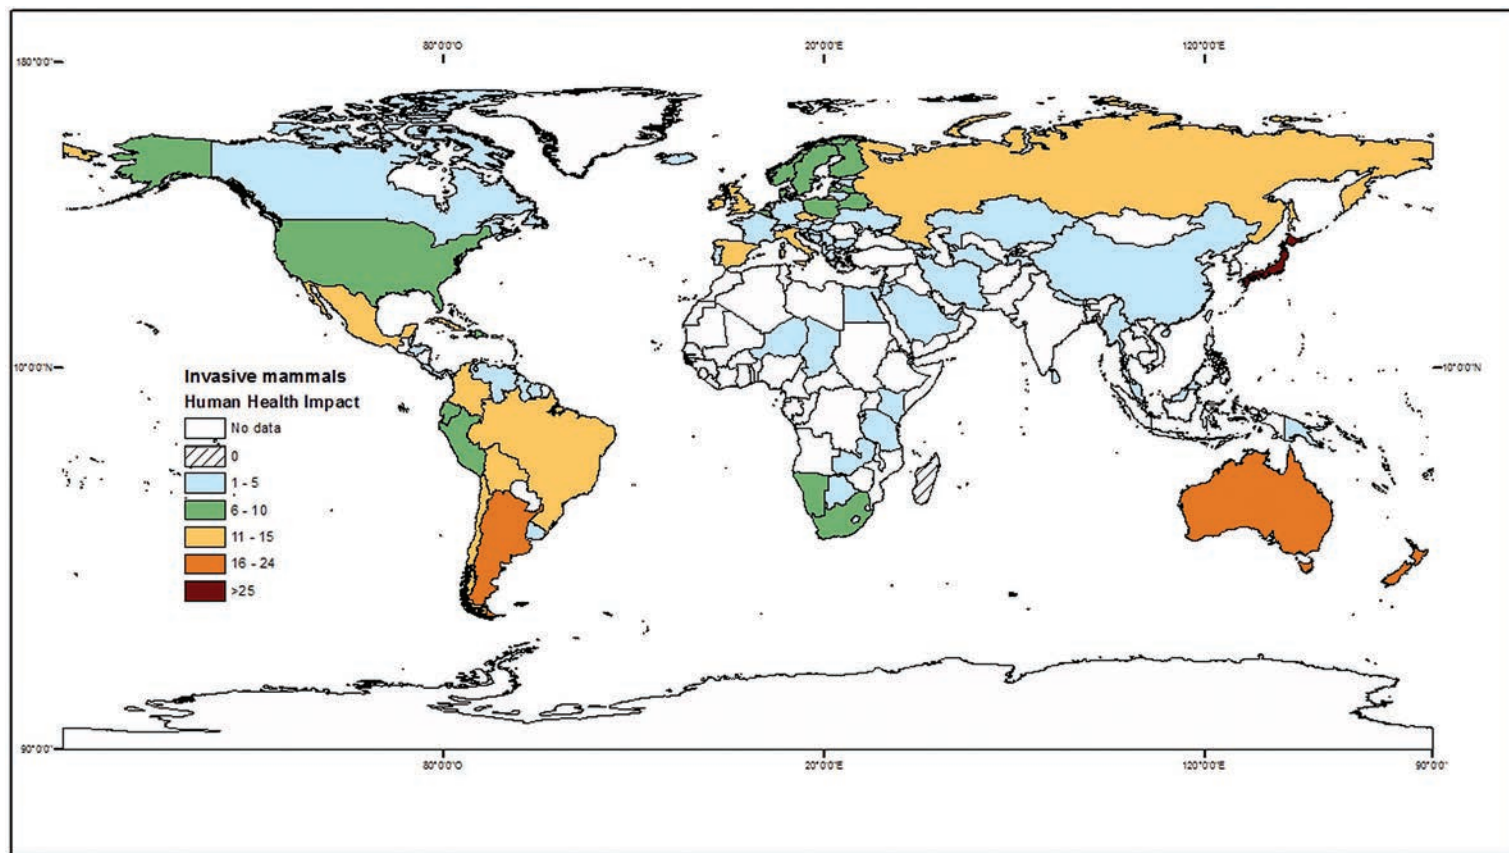 80°0'0"O 20°0'0"E 120°0'0"E
180°0'0"
10°0'0"N 10°0'0"N
Invasive mammals
Human Health Impact
No data
0
1 - 5
6 - 10
11 - 15
16 - 24
>25
90°0'0" 
80°0'0"O 20°0'0"E 120°0'0"E 90°0'0"